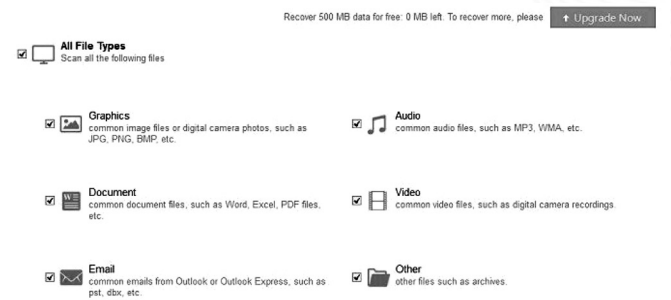 Recover 500 MB data for free: 0 MB left. To recover more, please
Upgrade Now
All File Types
Scan all the following files
Graphics
common image files or digital camera photos, such as
JPG, PNG, BMP, etc.
Audio
common audio files, such as MP3, WMA, etc.
Document
common document files, such as Word, Excel, PDF files,
etc.
Video
common video files, such as digital camera recordings.
Email
common emails from Outlook or Outlook Express, such as
pst, dbx, etc.
Other
other files such as archives.